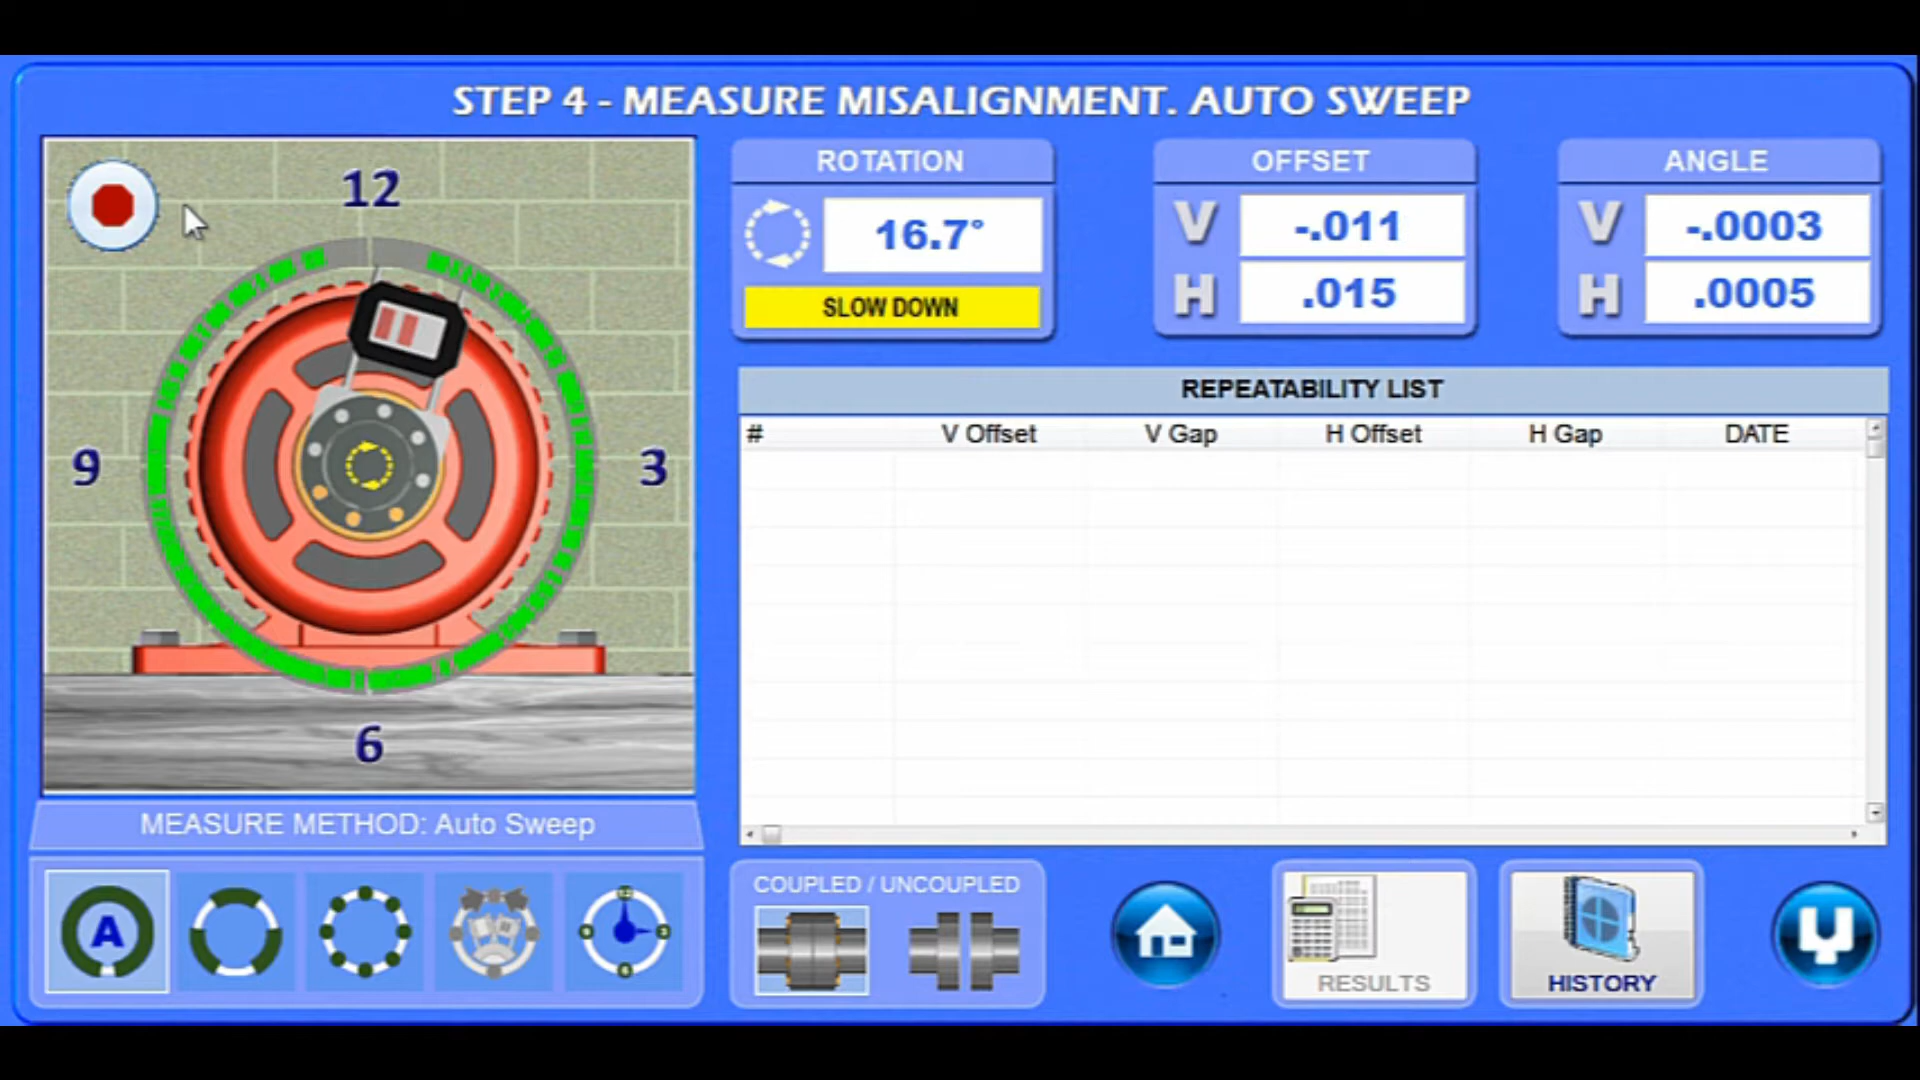 STEP 4 - MEASURE MISALIGNMENT. AUTO SWEEP
12
9
3
6
ROTATION
16.7°
SLOW DOWN
OFFSET
V -.011
H .015
ANGLE
V -.0003
H .0005
REPEATABILITY LIST
# V Offset V Gap H Offset H Gap DATE
MEASURE METHOD: Auto Sweep
A
COUPLED / UNCOUPLED
RESULTS
HISTORY